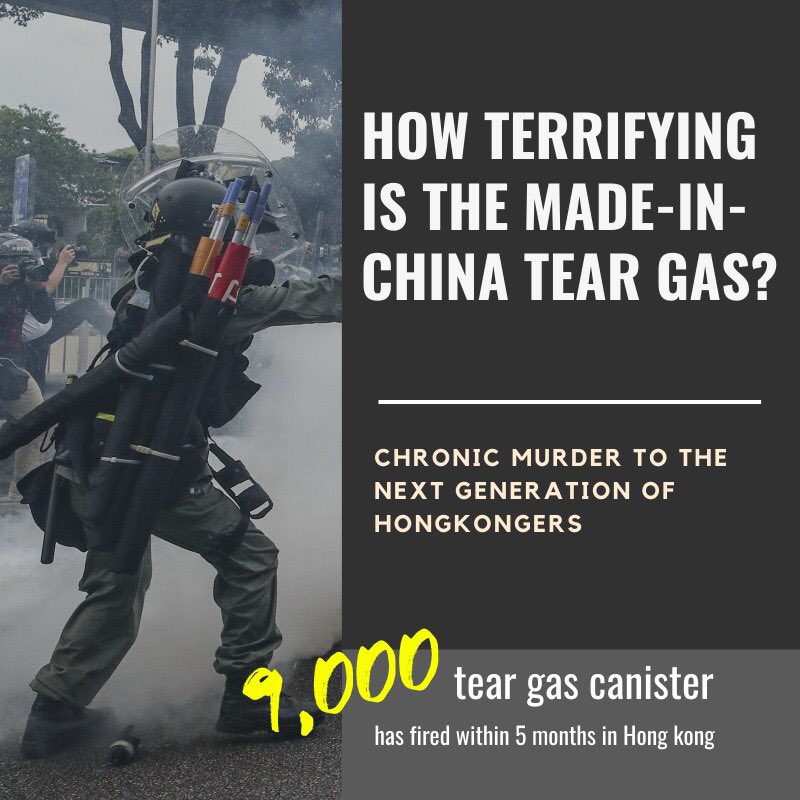 HOW TERRIFYING
IS THE MADE-IN-
CHINA TEAR GAS?
CHRONIC MURDER TO THE
NEXT GENERATION OF
HONGKONGERS
9,000 tear gas canister
has fired within 5 months in Hong kong